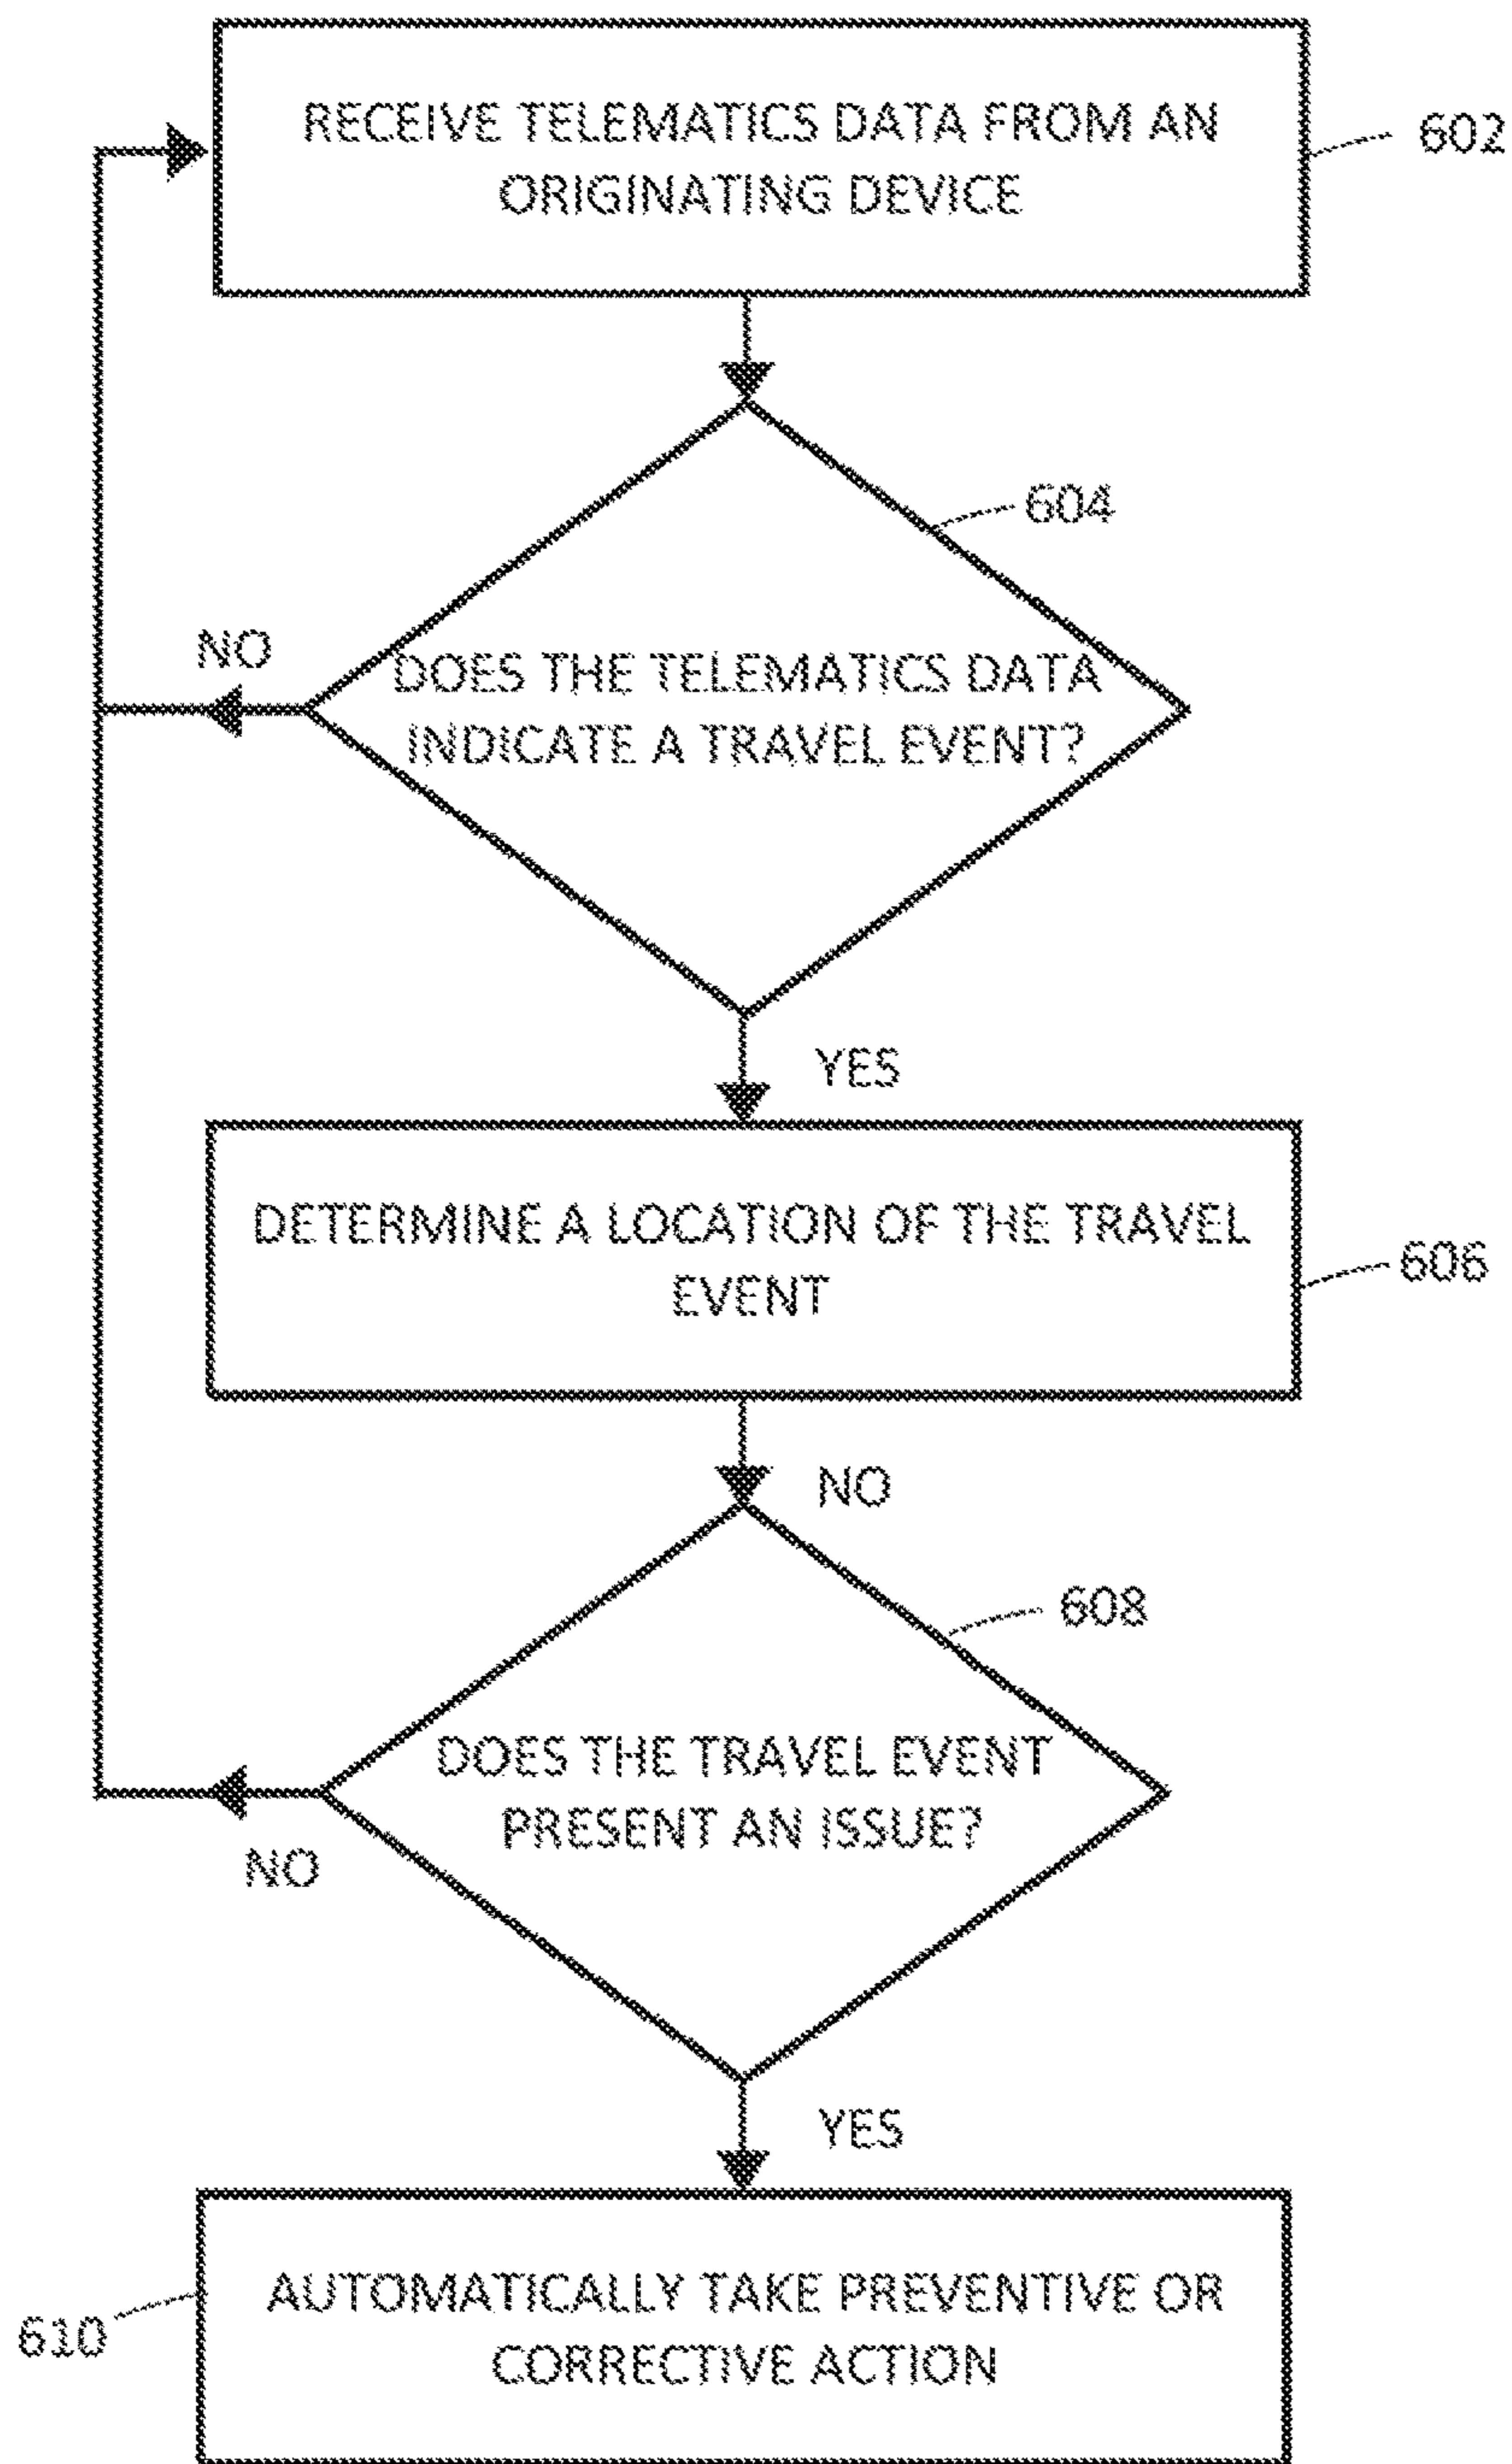 RECEIVE TELEMATICS DATA FROM AN
ORIGINATING DEVICE
602
604
NO
DOES THE TELEMATICS DATA
INDICATE A TRAVEL EVENT?
YES
DETERMINE A LOCATION OF THE TRAVEL
EVENT
606
NO
608
DOES THE TRAVEL EVENT
PRESENT AN ISSUE?
NO
YES
AUTOMATICALLY TAKE PREVENTIVE OR
CORRECTIVE ACTION
610